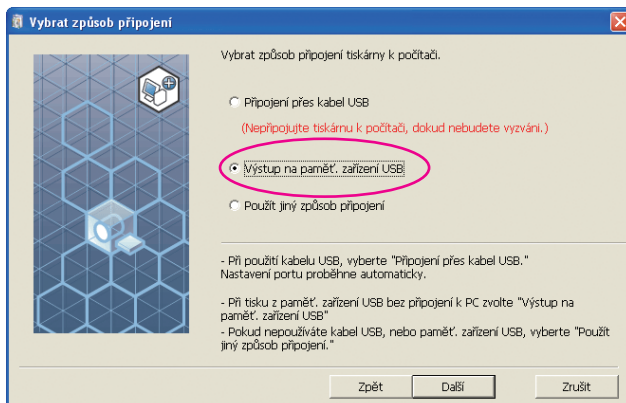 Vybrat způsob připojení
Vybrat způsob připojení tiskárny k počítači.
Připojení přes kabel USB
(Nepřipojujte tiskárnu k počítači, dokud nebudete vyzváni.)
Výstup na paměť. zařízení USB
Použít jiný způsob připojení
- Při použití kabelu USB, vyberte "Připojení přes kabel USB."
Nastavení portu proběhne automaticky.
- Při tisku z paměť. zařízení USB bez připojení k PC zvolte "Výstup na
paměť. zařízení USB"
- Pokud nepoužíváte kabel USB, nebo paměť. zařízení USB, vyberte "Použít
jiný způsob připojení."
Zpět
Další
Zrušit